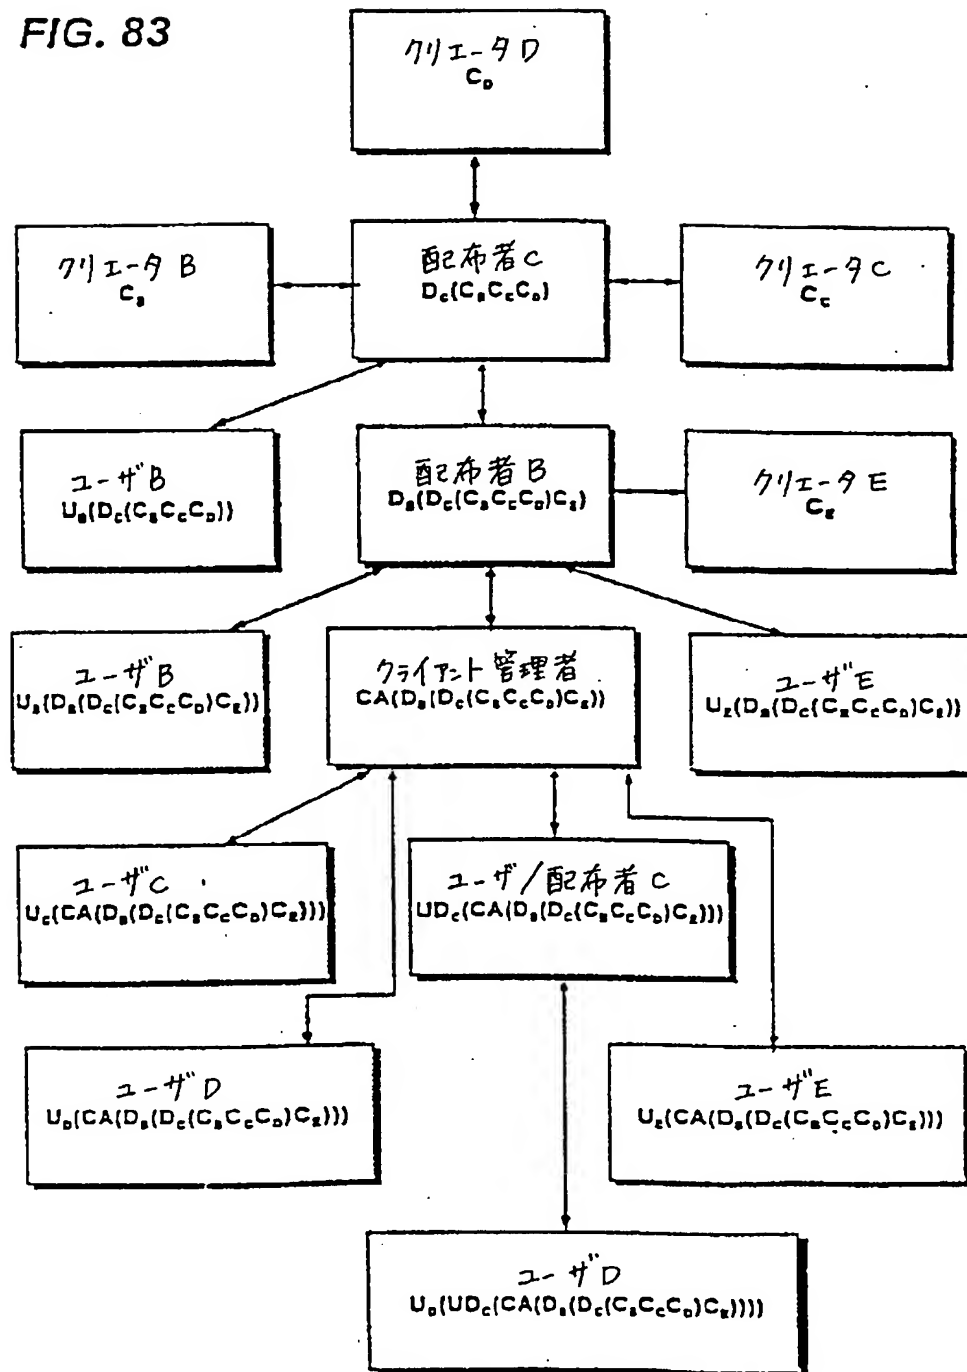 FIG. 83
クリエータD
C_D
クリエータ B
C_B
配布者C
D_C(C_BC_CC_D)
クリエータC
C_C
ユーザB
U_B(D_C(C_BC_CC_D))
配布者B
D_B(D_C(C_BC_CC_D)C_E)
クリエータE
C_E
ユーザB
U_B(D_B(D_C(C_BC_CC_D)C_E))
クライアント管理者
CA(D_B(D_C(C_BC_CC_D)C_E))
ユーザE
U_E(D_B(D_C(C_BC_CC_D)C_E))
ユーザC
U_C(CA(D_B(D_C(C_BC_CC_D)C_E)))
ユーザ/配布者C
UD_C(CA(D_B(D_C(C_BC_CC_D)C_E)))
ユーザD
U_D(CA(D_B(D_C(C_BC_CC_D)C_E)))
ユーザE
U_E(CA(D_B(D_C(C_BC_CC_D)C_E)))
ユーザD
U_D(UD_C(CA(D_B(D_C(C_BC_CC_D)C_E))))